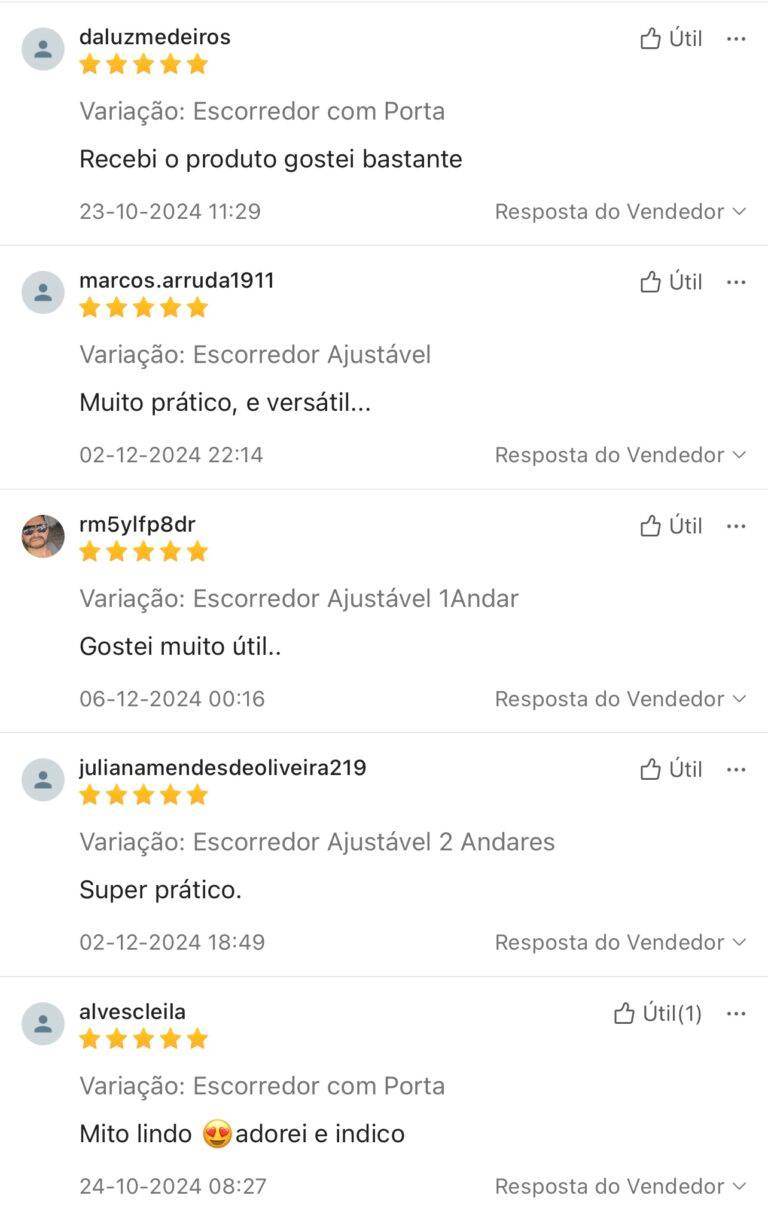 daluzmedeiros
Útil
Variação: Escorredor com Porta
Recebi o produto gostei bastante
23-10-2024 11:29
Resposta do Vendedor
marcos.arruda1911
Útil
Variação: Escorredor Ajustável
Muito prático, e versátil...
02-12-2024 22:14
Resposta do Vendedor
rm5ylfp8dr
Útil
Variação: Escorredor Ajustável 1Andar
Gostei muito útil..
06-12-2024 00:16
Resposta do Vendedor
julianamendesdeoliveira219
Útil
Variação: Escorredor Ajustável 2 Andares
Super prático.
02-12-2024 18:49
Resposta do Vendedor
alvescleila
Útil(1)
Variação: Escorredor com Porta
Mito lindo 😍adorei e indico
24-10-2024 08:27
Resposta do Vendedor